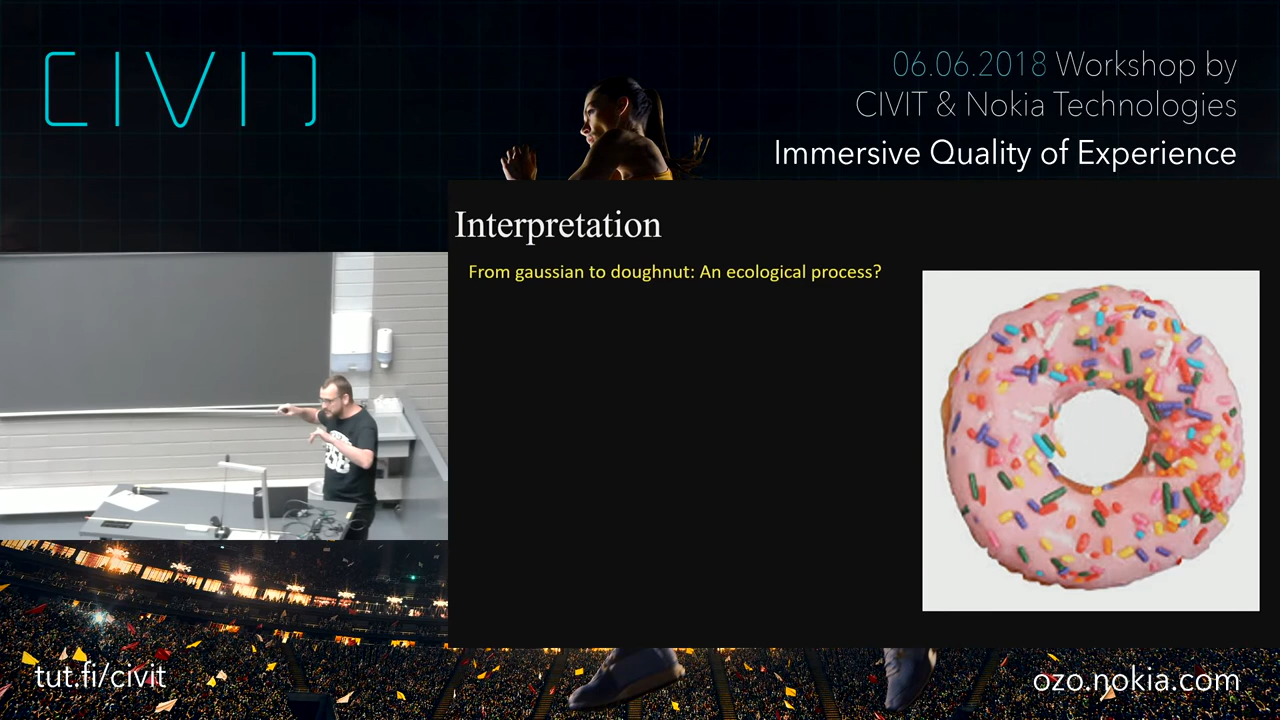 CIVIT
06.06.2018 Workshop by
CIVIT & Nokia Technologies
Immersive Quality of Experience
Interpretation
From gaussian to doughnut: An ecological process?
tut.fi/civit
ozo.nokia.com